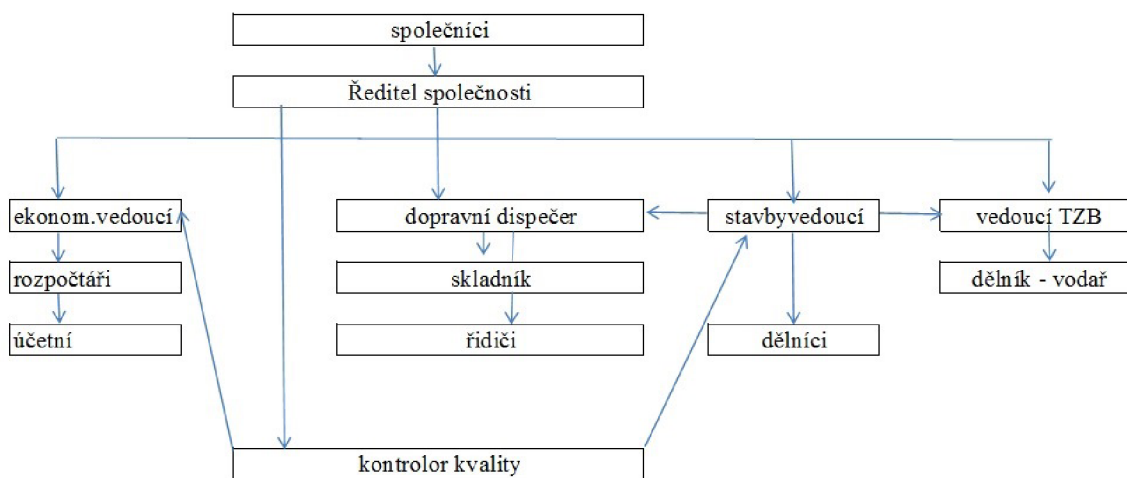 společníci
Ředitel společnosti
ekonom.vedoucí
dopravní dispečer
stavbyvedoucí
vedoucí TZB
rozpočtáři
skladník
dělník - vodař
účetní
řidiči
dělníci
kontrolor kvality